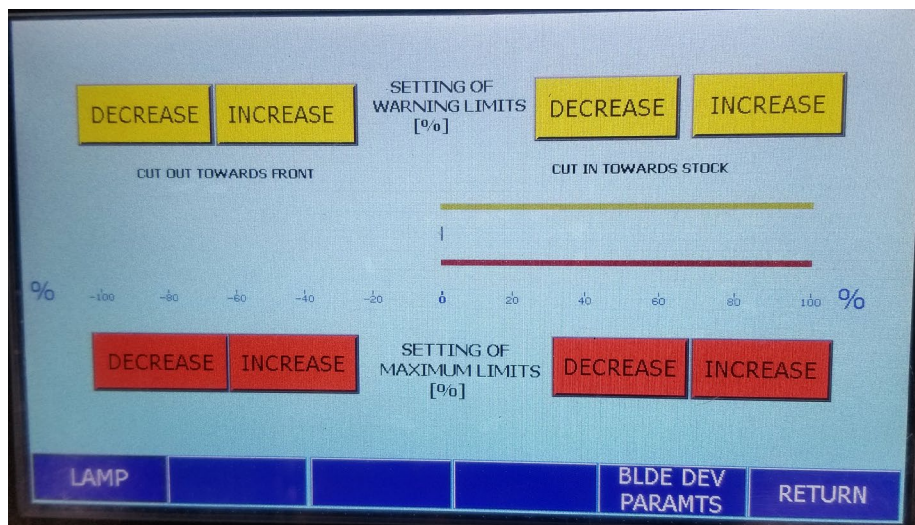 SETTING OF
WARNING LIMITS
[%]
DECREASE INCREASE
DECREASE INCREASE
CUT OUT TOWARDS FRONT
CUT IN TOWARDS STOCK
% -100 -80 -60 -40 -20 0 20 40 60 80 100 %
DECREASE INCREASE
SETTING OF
MAXIMUM LIMITS
[%]
DECREASE INCREASE
LAMP
BLDE DEV
PARAMTS
RETURN